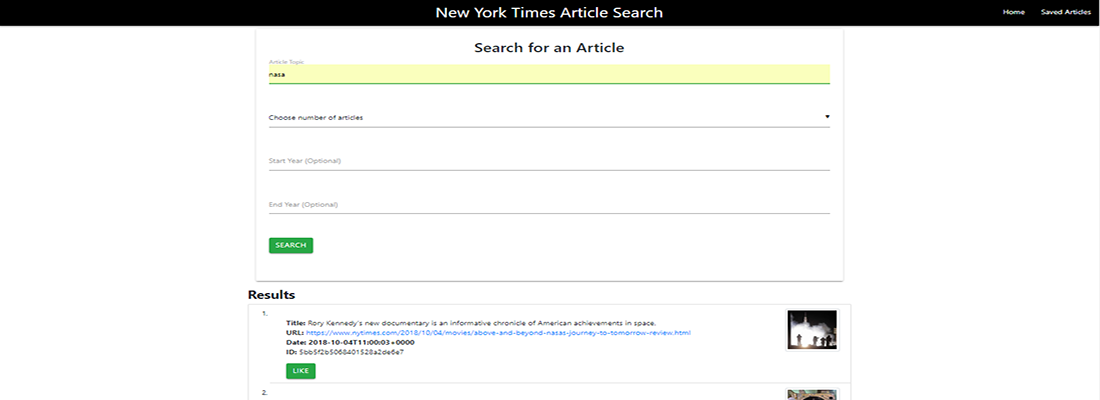 New York Times Article Search
Home
Saved Articles
Search for an Article
Article Topic
nasa
Choose number of articles
Start Year (Optional)
End Year (Optional)
SEARCH
Results
1.
Title: Rory Kennedy's new documentary is an informative chronicle of American achievements in space.
URL: https://www.nytimes.com/2018/10/04/movies/above-and-beyond-nasas-journey-to-tomorrow-review.html
Date: 2018-10-04T11:00:03+0000
ID: 5bb5f2b5068401528a2de6e7
LIKE
2.